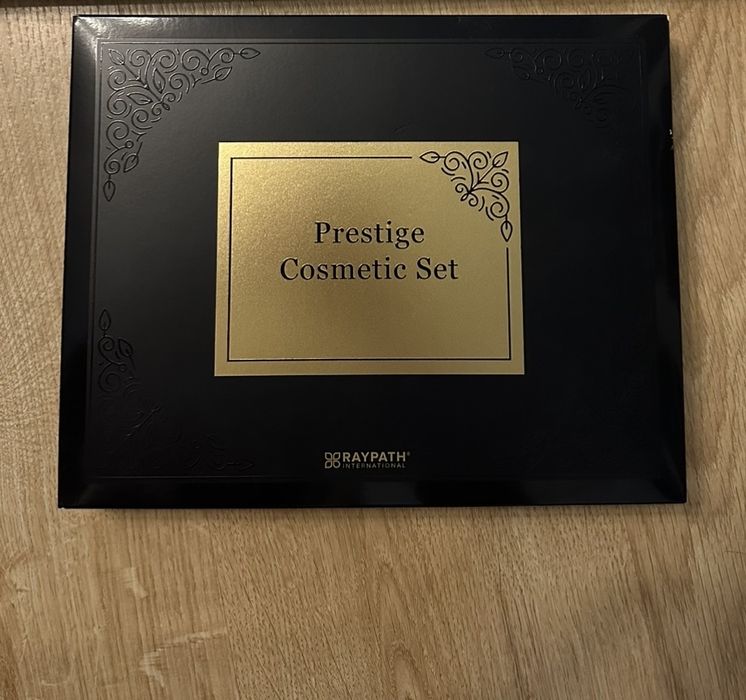 Prestige
Cosmetic Set
RAYPATH®
INTERNATIONAL